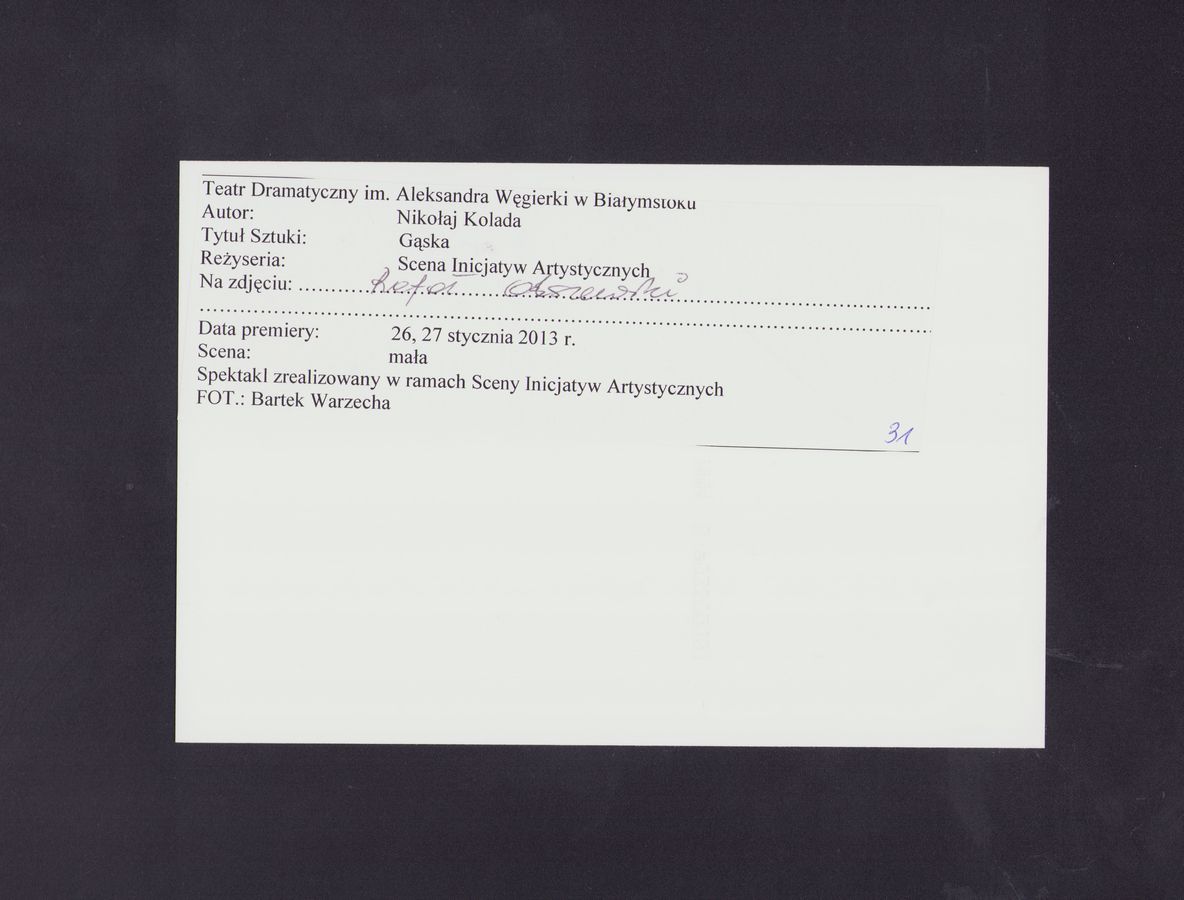 Teatr Dramatyczny im. Aleksandra Węgierki w Białymstoku
Autor: Nikołaj Kolada
Tytuł Sztuki: Gąska
Reżyseria: Scena Inicjatyw Artystycznych
Na zdjęciu: Rafał
Data premiery: 26, 27 stycznia 2013 r.
Scena: mała
Spektakl zrealizowany w ramach Sceny Inicjatyw Artystycznych
FOT.: Bartek Warzecha
31